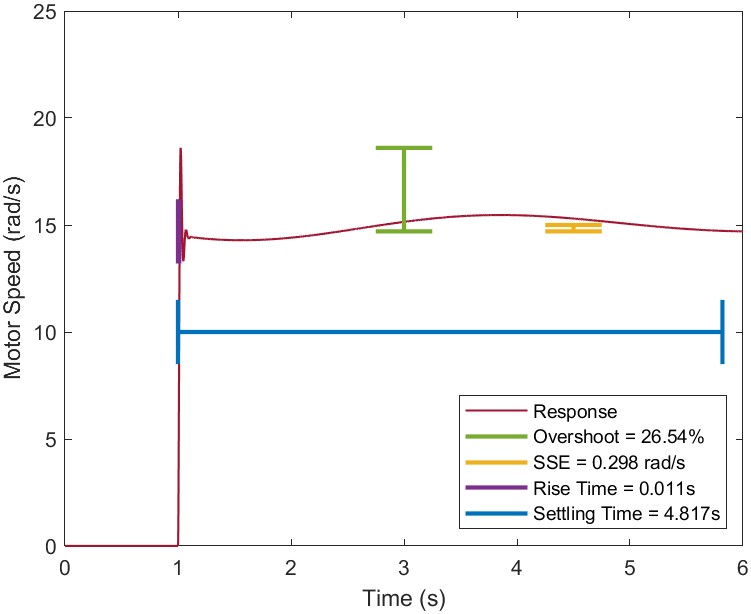 25
20
15
10
5
0
Motor Speed (rad/s)
Response
Overshoot = 26.54%
SSE = 0.298 rad/s
Rise Time = 0.011s
Settling Time = 4.817s
0 1 2 3 4 5 6
Time (s)